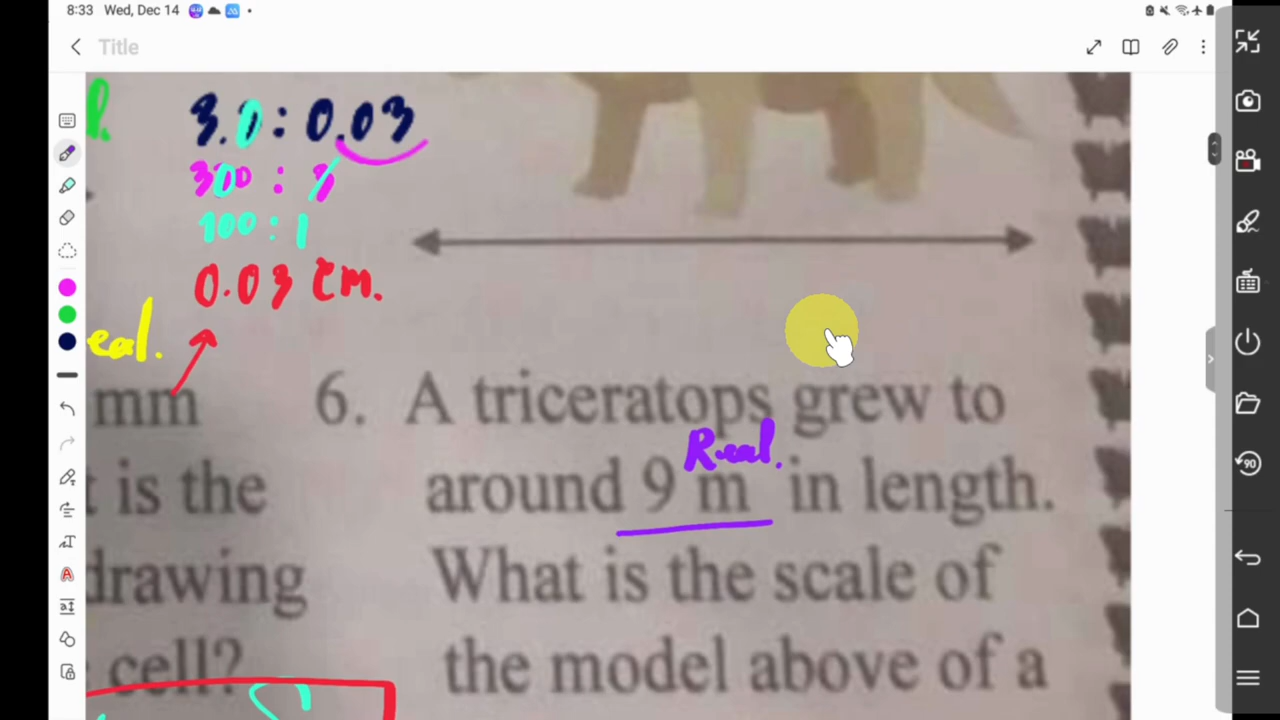 8:33 Wed, Dec 14
Title
l.
3.0 : 0.03
300 : 3
100 : 1
0.03 cm.
eal.
mm
6. A triceratops grew to
Real.
t is the
around 9 m in length.
drawing
What is the scale of
cell?
the model above of a
90